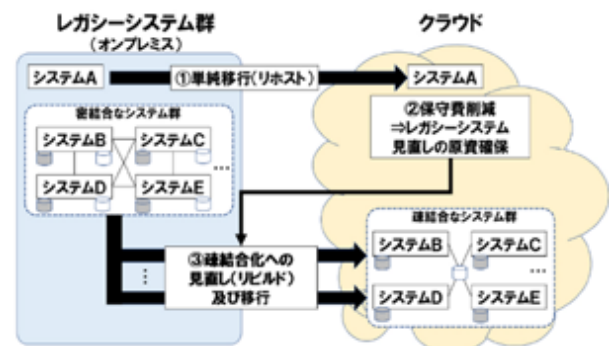 レガシーシステム群
(オンプレミス)
クラウド
システムA
①単純移行(リホスト)
システムA
密結合なシステム群
システムB
システムC
システムD
システムE
…
②保守費削減
⇒レガシーシステム
見直しの原資確保
③疎結合化への
見直し(リビルド)
及び移行
⋮
疎結合なシステム群
システムB
システムC
システムD
システムE
…